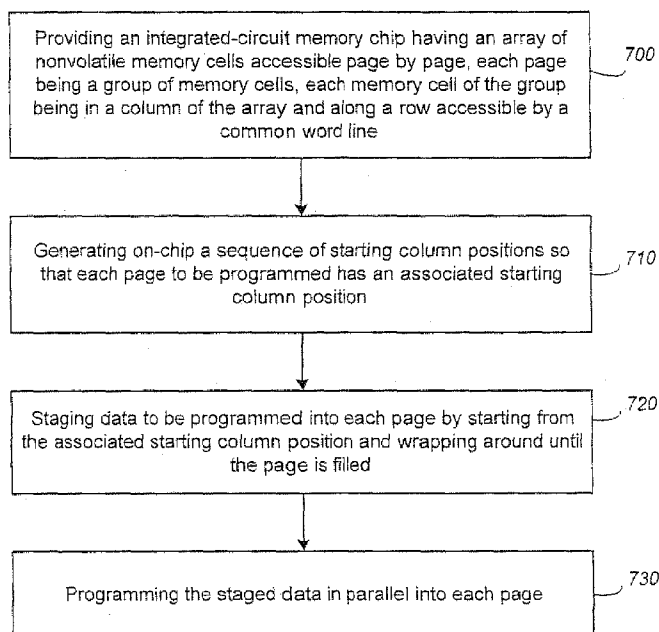 Providing an integrated-circuit memory chip having an array of
nonvolatile memory cells accessible page by page, each page
being a group of memory cells, each memory cell of the group
being in a column of the array and along a row accessible by a
common word line
700
Generating on-chip a sequence of starting column positions so
that each page to be programmed has an associated starting
column position
710
Staging data to be programmed into each page by starting from
the associated starting column position and wrapping around until
the page is filled
720
Programming the staged data in parallel into each page
730